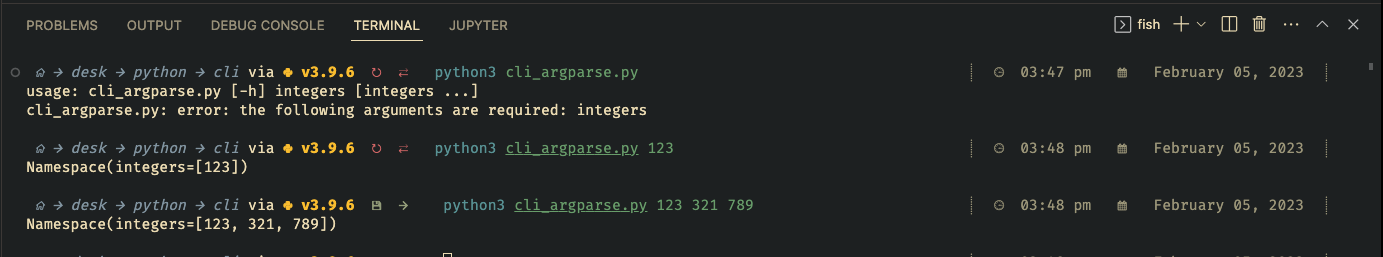 PROBLEMS OUTPUT DEBUG CONSOLE TERMINAL JUPYTER fish
desk → python → cli via v3.9.6 python3 cli_argparse.py 03:47 pm February 05, 2023
usage: cli_argparse.py [-h] integers [integers ...]
cli_argparse.py: error: the following arguments are required: integers
desk → python → cli via v3.9.6 python3 cli_argparse.py 123 03:48 pm February 05, 2023
Namespace(integers=[123])
desk → python → cli via v3.9.6 → python3 cli_argparse.py 123 321 789 03:48 pm February 05, 2023
Namespace(integers=[123, 321, 789])